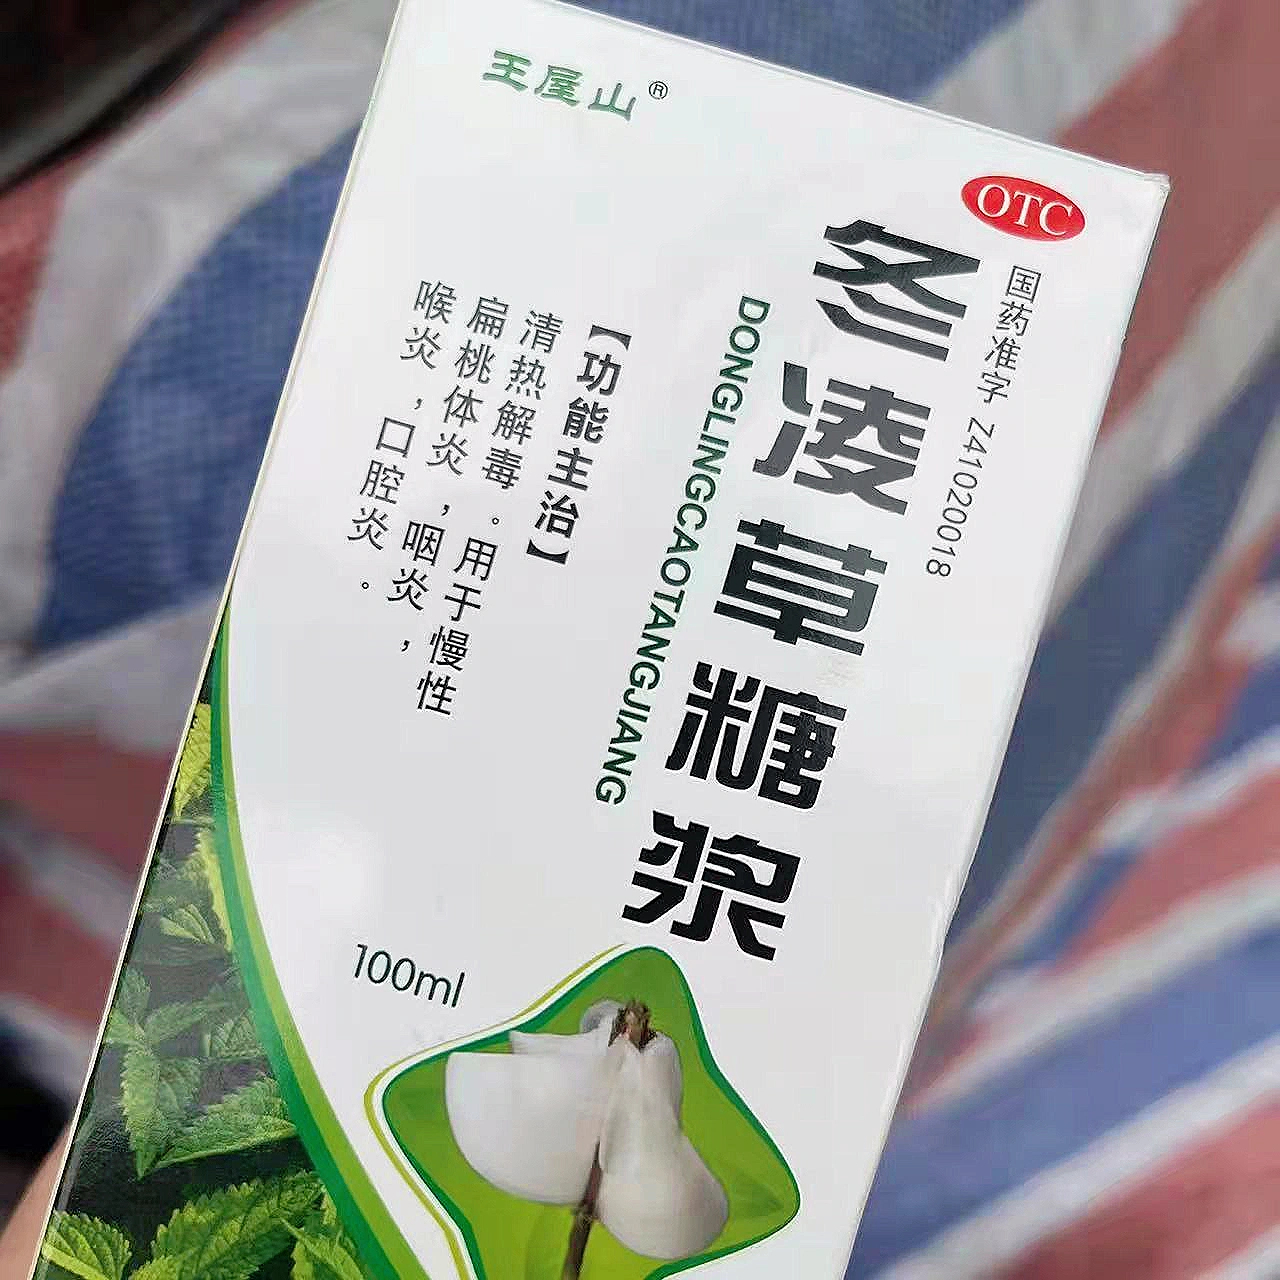 王屋山®
OTC
国药准字 Z41020018
冬凌草糖浆
DONGLINGCAOTANGJIANG
【功能主治】
清热解毒。用于慢性
扁桃体炎，咽炎，
喉炎，口腔炎。
100ml